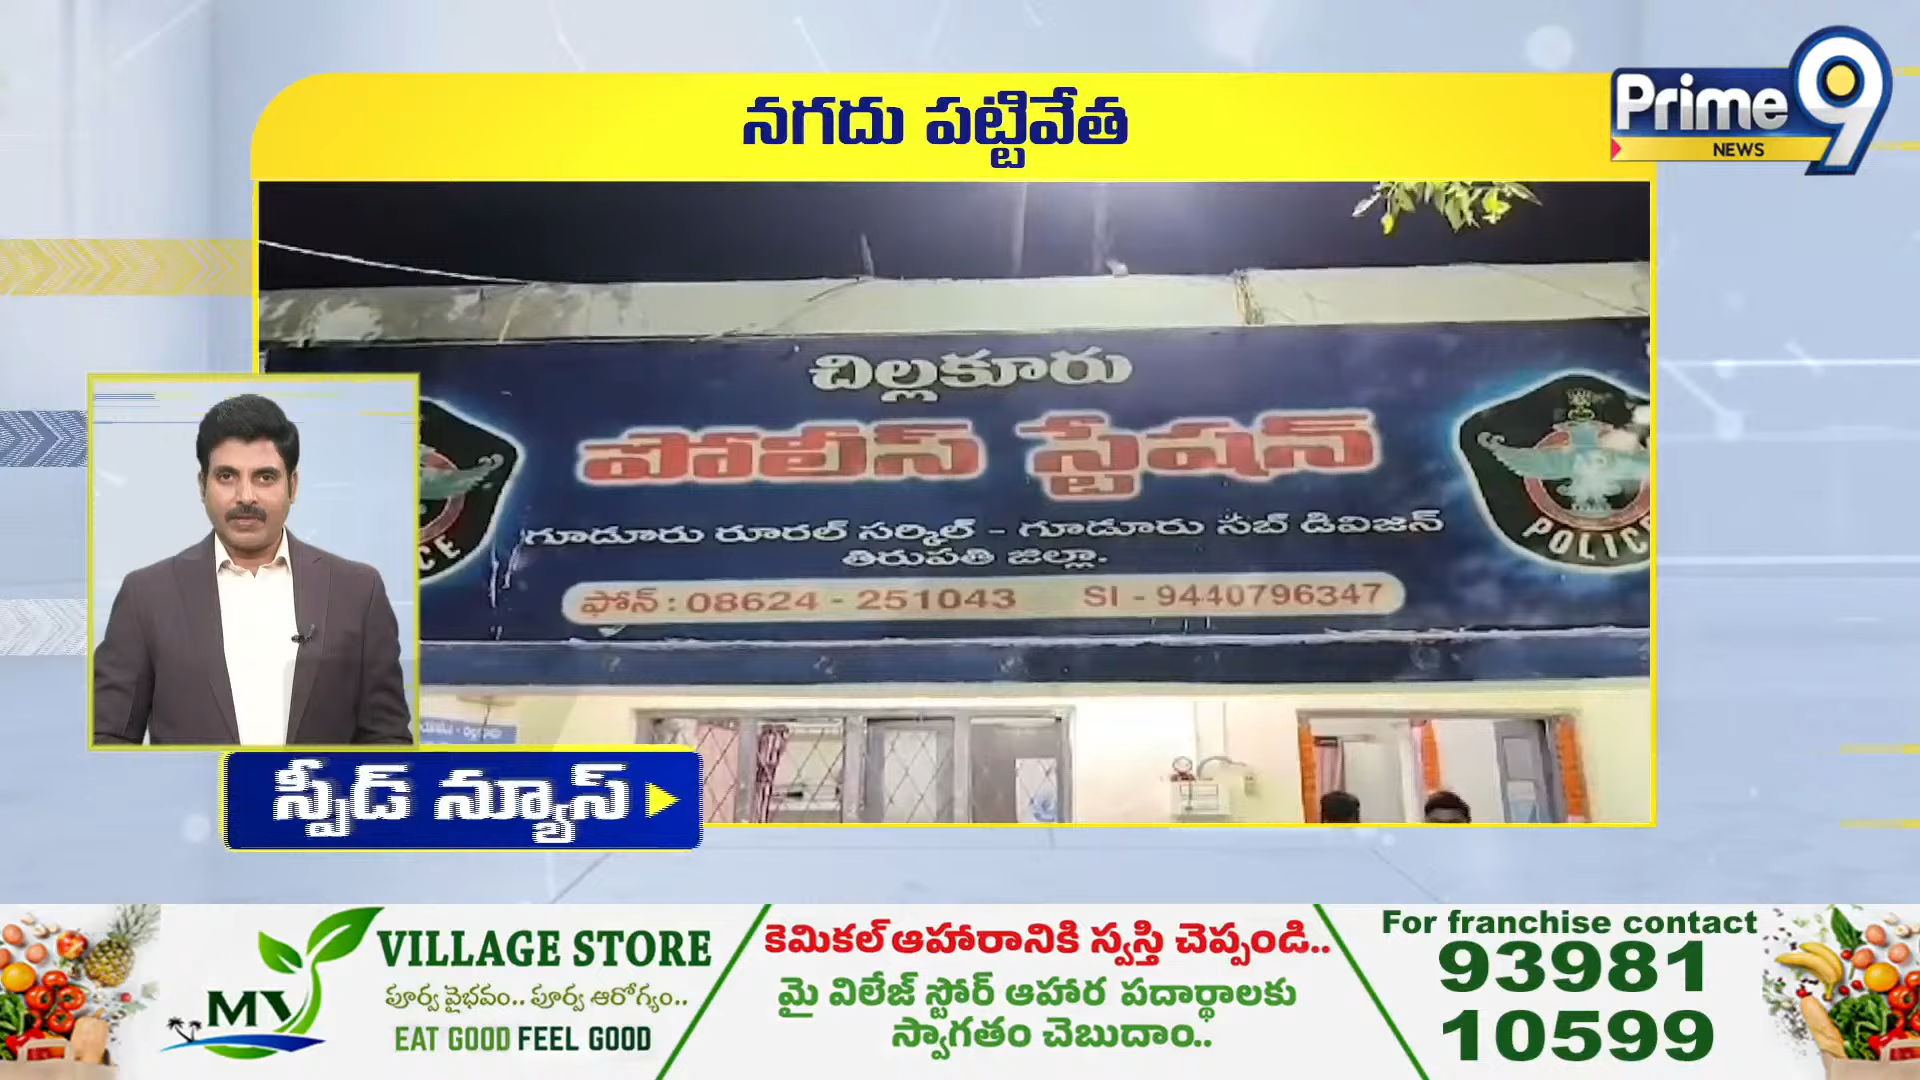 నగదు పట్టివేత
Prime9
NEWS
చిల్లకూరు
పోలీస్ స్టేషన్
గూడూరు రూరల్ సర్కిల్ - గూడూరు సబ్ డివిజన్
తిరుపతి జిల్లా.
ఫోన్ : 08624 - 251043 SI - 9440796347
POLICE
స్పీడ్ న్యూస్
MV
VILLAGE STORE
పూర్వ వైభవం.. పూర్వ ఆరోగ్యం..
EAT GOOD FEEL GOOD
కెమికల్ ఆహారానికి స్వస్తి చెప్పండి..
మై విలేజ్ స్టోర్ ఆహార పదార్థాలకు
స్వాగతం చెబుదాం..
For franchise contact
93981
10599